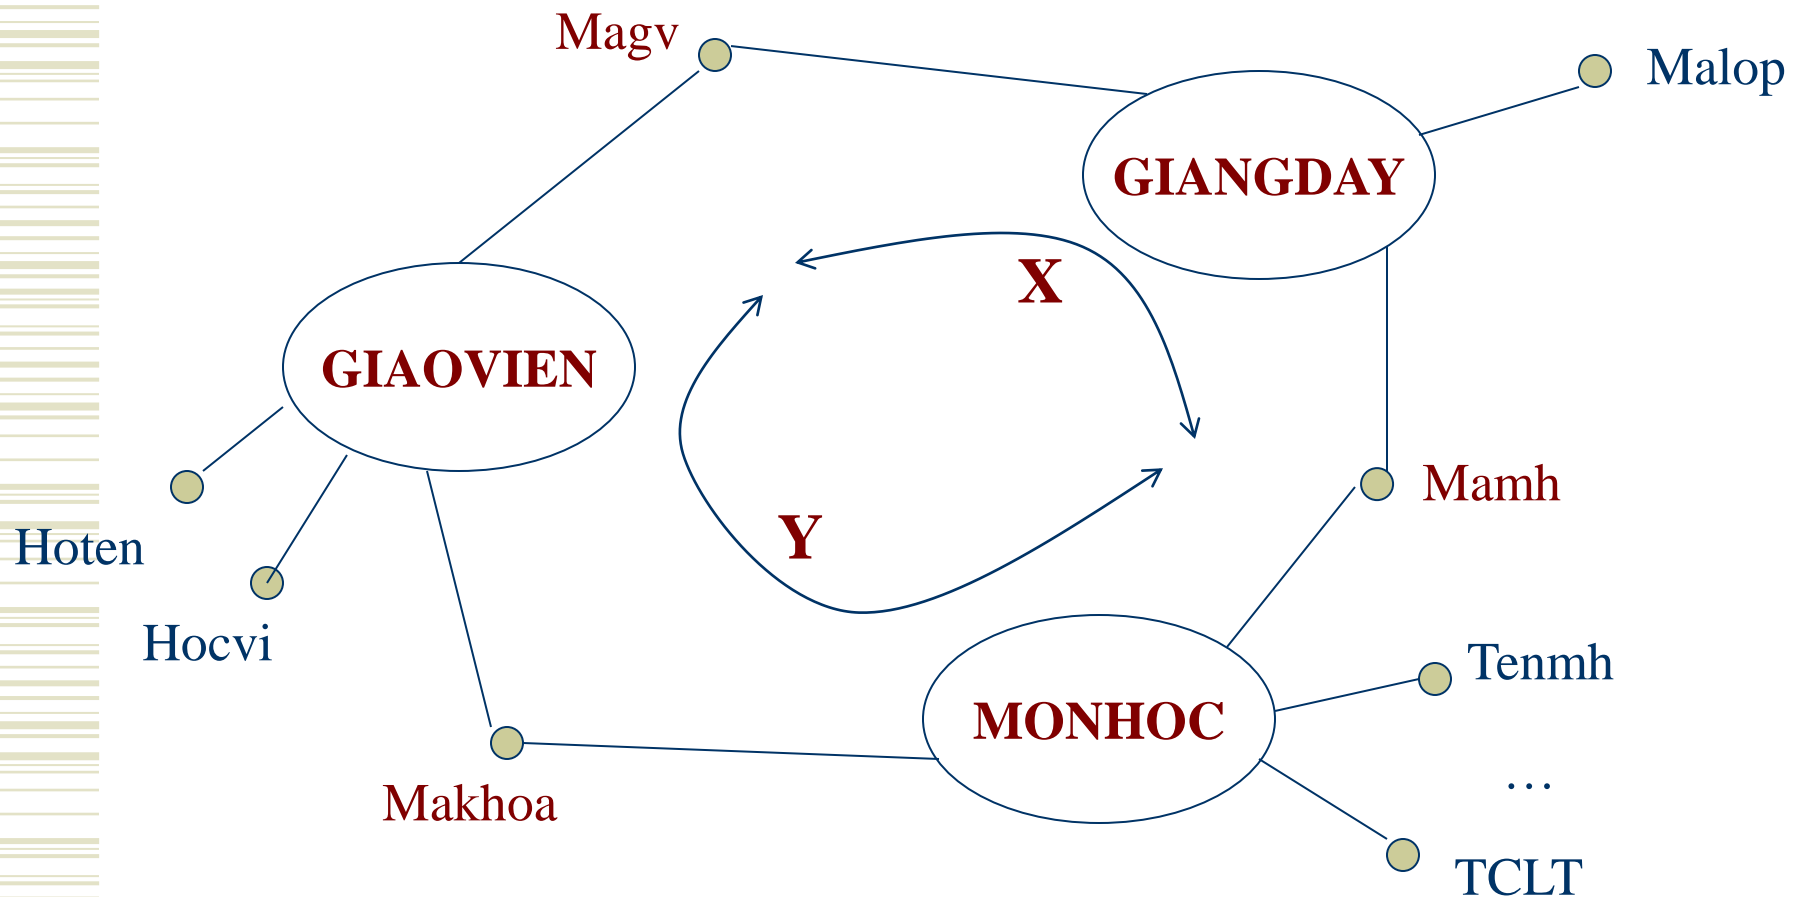 Magv
Malop
GIANGDAY
X
GIAOVIEN
Mamh
Y
Hoten
Hocvi
Tenmh
MONHOC
…
Makhoa
TCLT